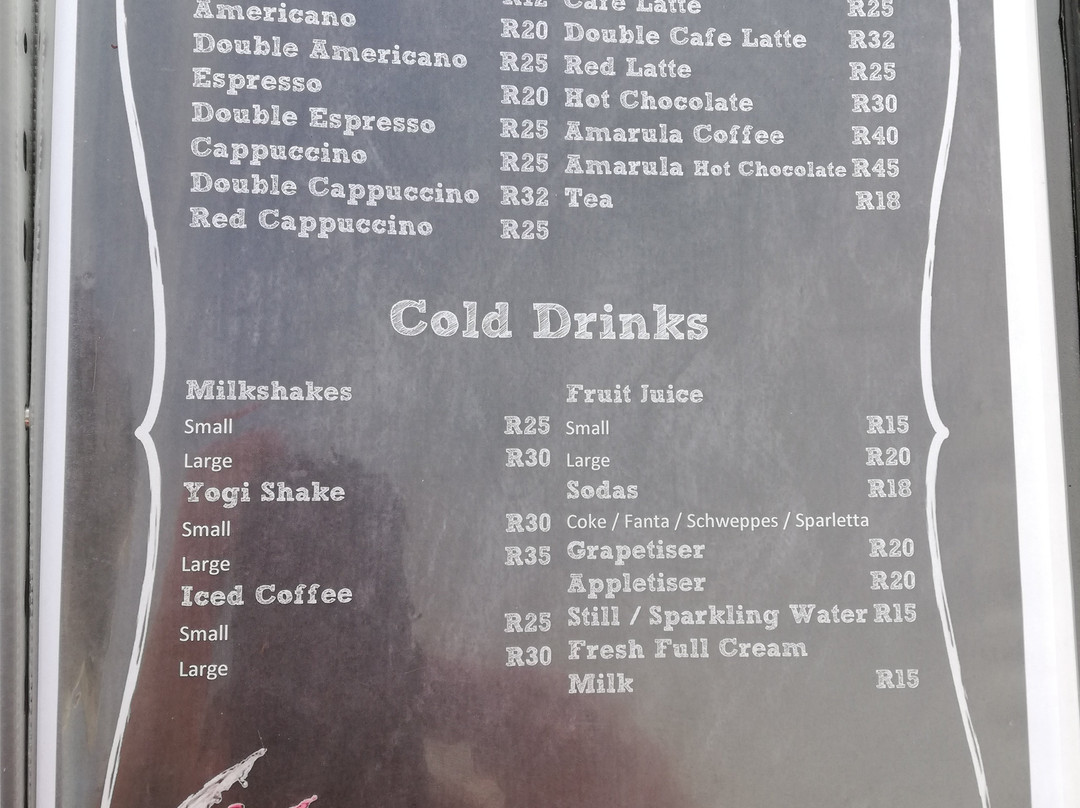 R12
Americano R20 Cafe Latte R25
Double Americano R25 Double Cafe Latte R32
Espresso R20 Red Latte R25
Double Espresso R25 Hot Chocolate R30
Cappuccino R25 Amarula Coffee R40
Double Cappuccino R32 Amarula Hot Chocolate R45
Red Cappuccino R25 Tea R18
Cold Drinks
Milkshakes
Small R25
Large R30
Yogi Shake
Small R30
Large R35
Iced Coffee
Small R25
Large R30
Fruit Juice
Small R15
Large R20
Sodas R18
Coke / Fanta / Schweppes / Sparletta
Grapetiser R20
Appletiser R20
Still / Sparkling Water R15
Fresh Full Cream
Milk R15